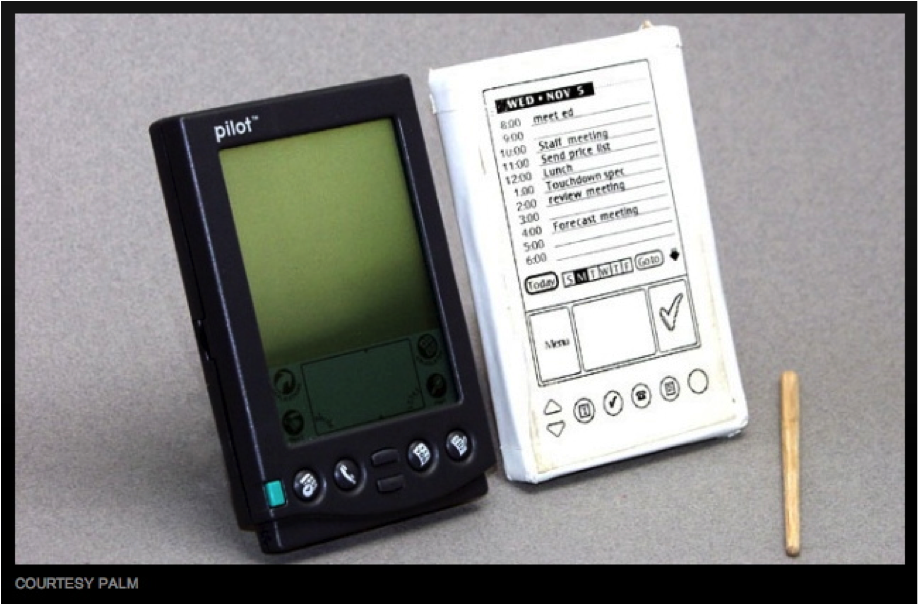 pilot™
WED • NOV 5
8:00 meet ed
9:00
10:00 Staff meeting
11:00 Send price list
12:00 Lunch
1:00 Touchdown spec
2:00 review meeting
3:00
4:00 Forecast meeting
5:00
6:00
Today S M T W T F Go to
Menu
COURTESY PALM